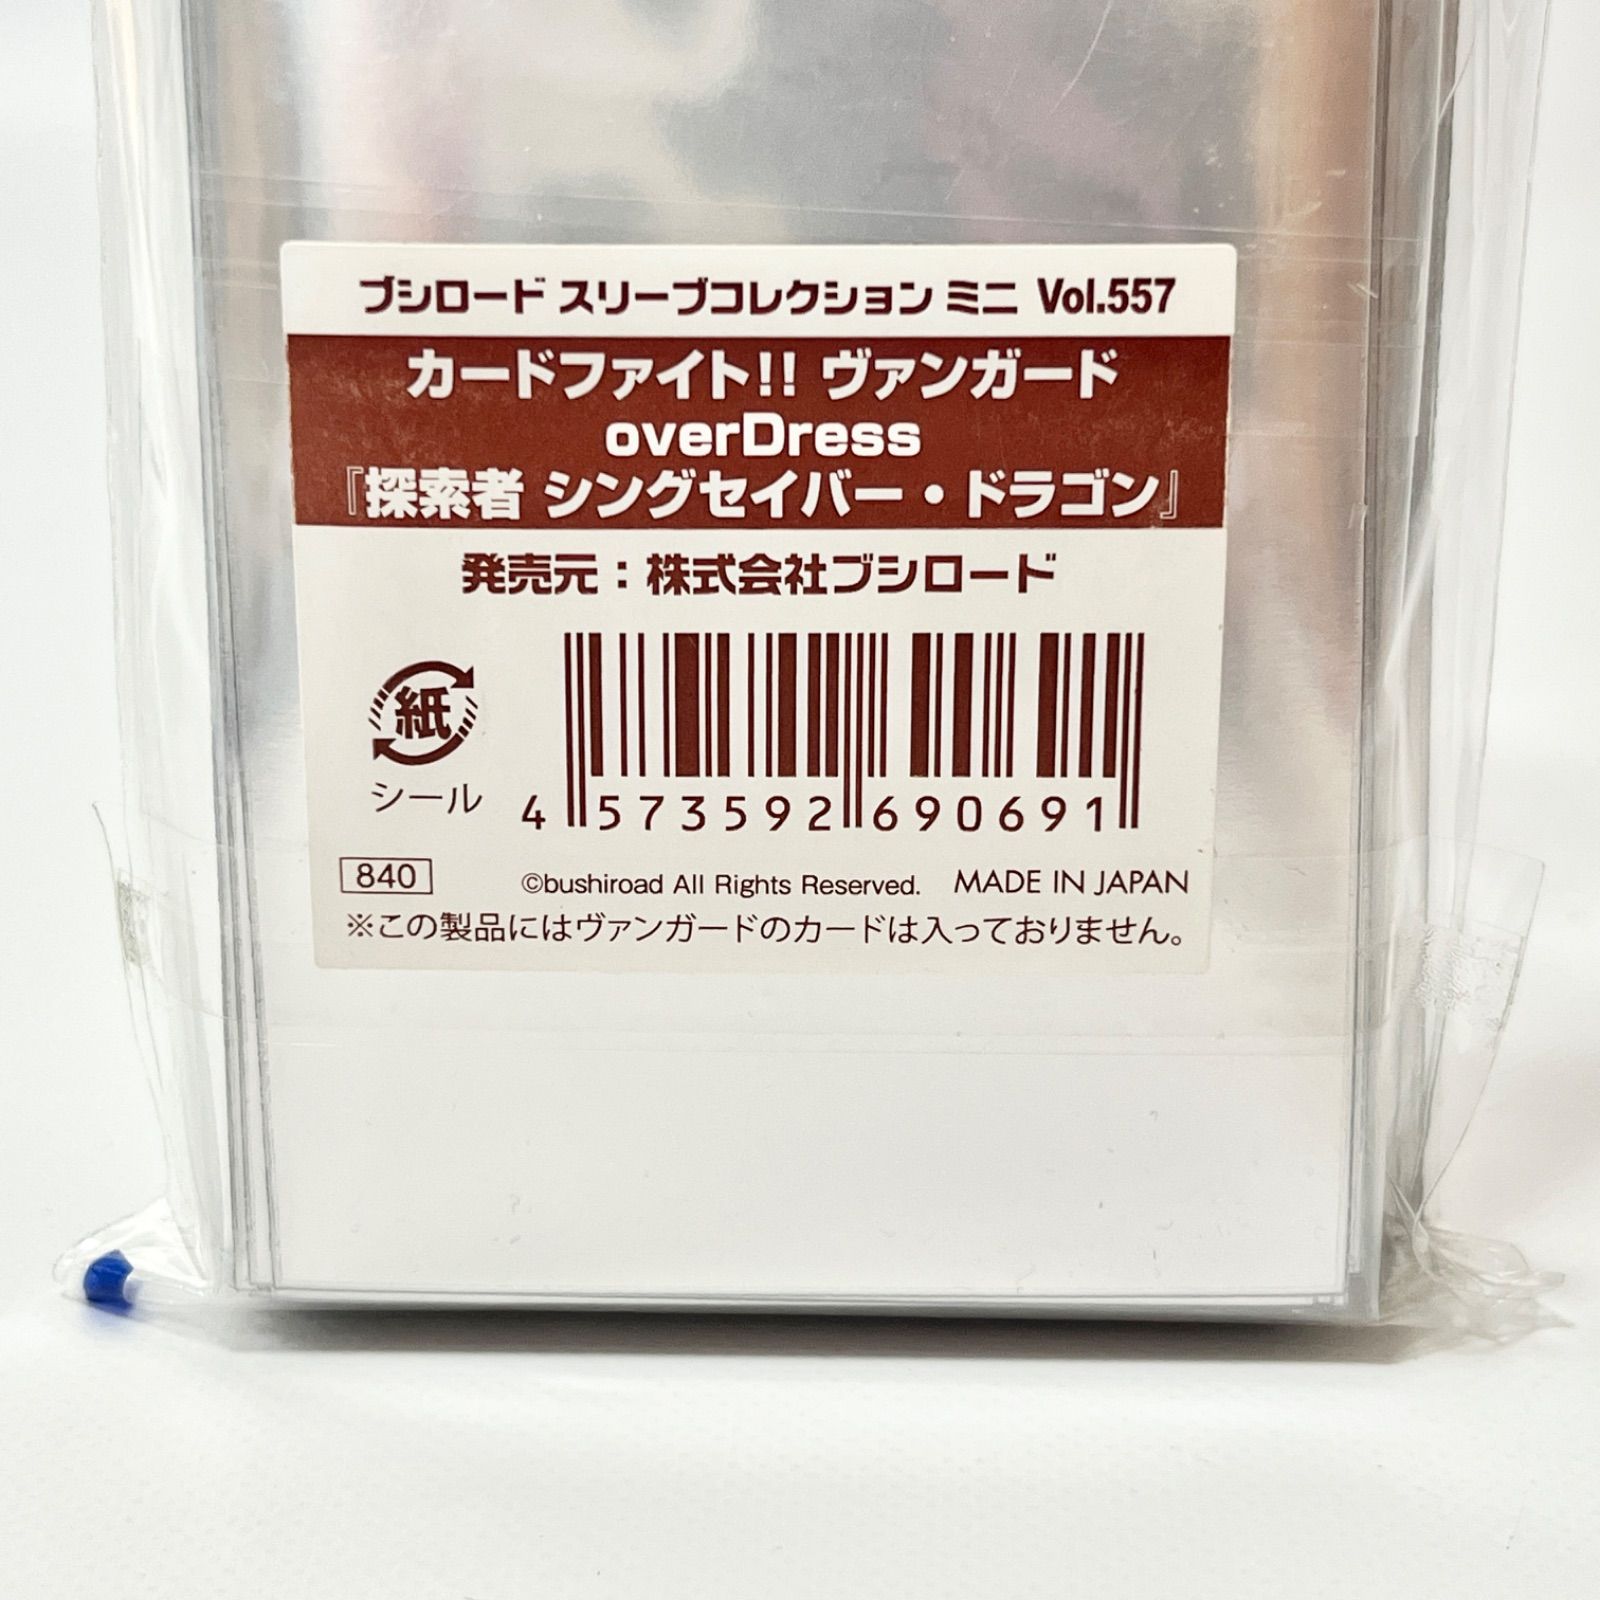 ブシロード スリーブコレクション ミニ Vol.557
カードファイト!! ヴァンガード
overDress
『探索者 シングセイバー・ドラゴン』
発売元：株式会社ブシロード
紙
シール
4 573592 690691
840
©bushiroad All Rights Reserved. MADE IN JAPAN
※この製品にはヴァンガードのカードは入っておりません。